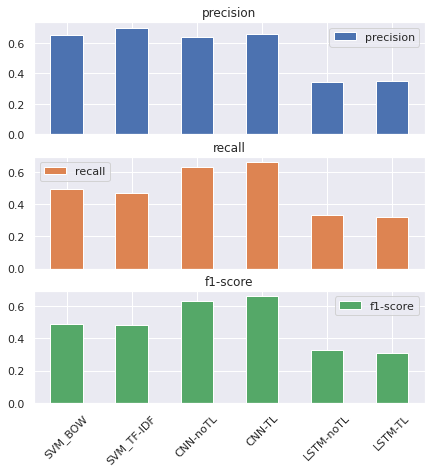 precision
0.6
0.4
0.2
0.0
precision
recall
0.6
0.4
0.2
0.0
recall
f1-score
0.6
0.4
0.2
0.0
f1-score
SVM_BOW
SVM_TF-IDF
CNN-noTL
CNN-TL
LSTM-noTL
LSTM-TL